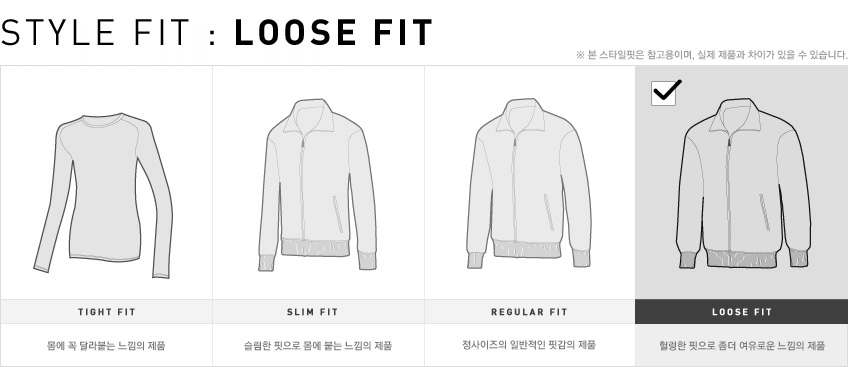 STYLE FIT : LOOSE FIT
※ 본 스타일핏은 참고용이며, 실제 제품과 차이가 있을 수 있습니다.
TIGHT FIT
SLIM FIT
REGULAR FIT
LOOSE FIT
몸에 꼭 달라붙는 느낌의 제품
슬림한 핏으로 몸에 붙는 느낌의 제품
정사이즈의 일반적인 핏감의 제품
헐렁한 핏으로 좀더 여유로운 느낌의 제품